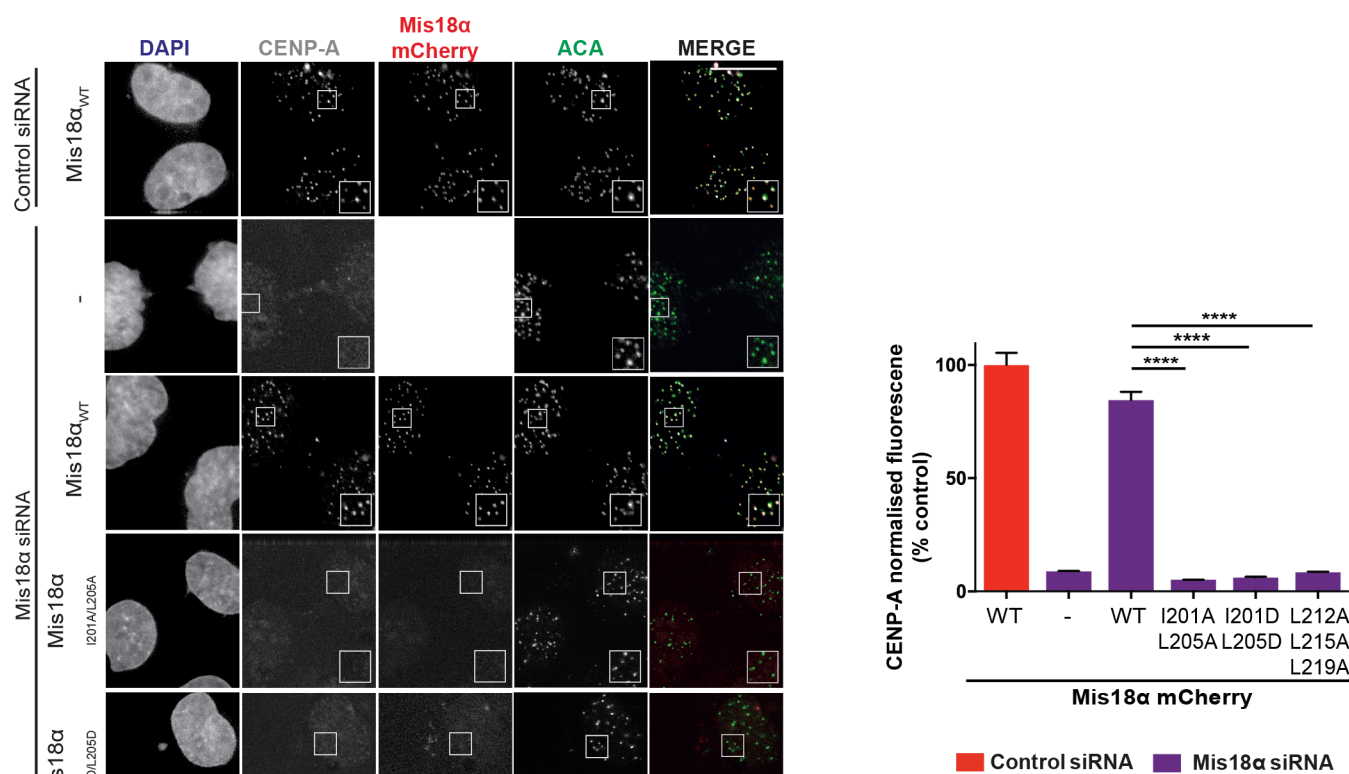 DAPI
CENP-A
Mis18α
mCherry
ACA
MERGE
Control siRNA
Mis18αWT
Mis18α siRNA
-
Mis18αWT
Mis18α
I201A/L205A
s18α
D/L205D
CENP-A normalised fluorescene
(% control)
100
50
0
****
****
****
WT - WT I201A I201D L212A
L205A L205D L215A
L219A
Mis18α mCherry
Control siRNA Mis18α siRNA